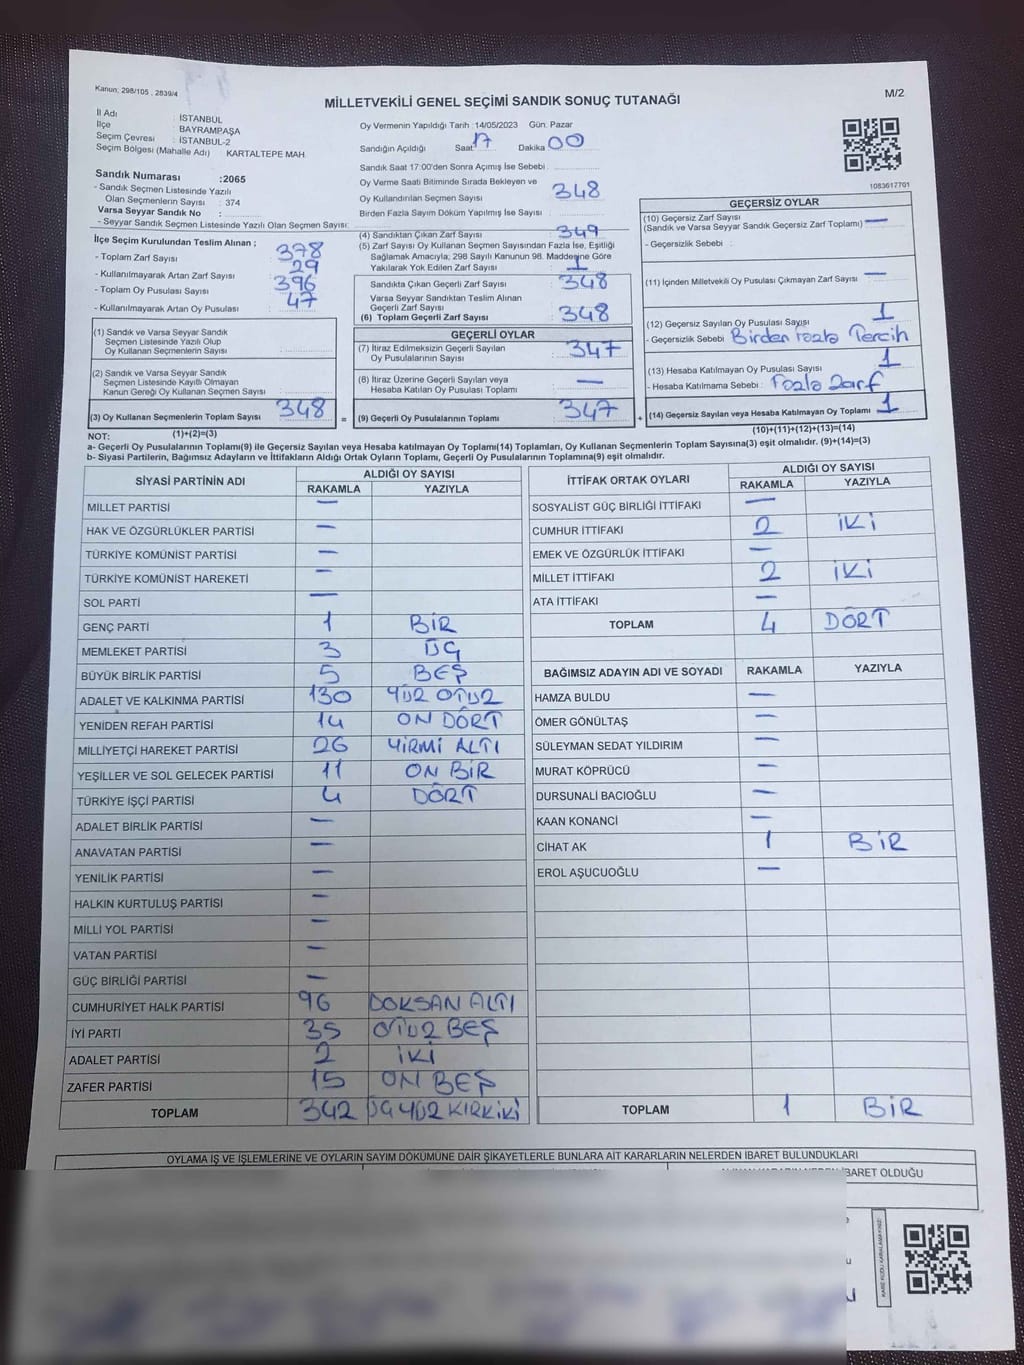 Kanun; 298/105 , 2839/4
MİLLETVEKİLİ GENEL SEÇİMİ SANDIK SONUÇ TUTANAĞI
M/2
İl Adı : İSTANBUL
İlçe : BAYRAMPAŞA
Seçim Çevresi : İSTANBUL-2
Seçim Bölgesi (Mahalle Adı) : KARTALTEPE MAH.
Sandık Numarası :2065
- Sandık Seçmen Listesinde Yazılı
Olan Seçmenlerin Sayısı : 374
Varsa Seyyar Sandık No :
- Seyyar Sandık Seçmen Listesinde Yazılı Olan Seçmen Sayısı:
Oy Vermenin Yapıldığı Tarih :14/05/2023 Gün: Pazar
Sandığın Açıldığı Saat 17 Dakika 00
Sandık Saat 17:00'den Sonra Açımış İse Sebebi :
Oy Verme Saati Bitiminde Sırada Bekleyen ve
Oy Kullandırılan Seçmen Sayısı : 348
Birden Fazla Sayım Döküm Yapılmış İse Sayısı :
1083617701
İlçe Seçim Kurulundan Teslim Alınan ;
- Toplam Zarf Sayısı : 378
- Kullanılmayarak Artan Zarf Sayısı : 29
- Toplam Oy Pusulası Sayısı : 396
- Kullanılmayarak Artan Oy Pusulası : 47
(1) Sandık ve Varsa Seyyar Sandık
Seçmen Listesinde Yazılı Olup
Oy Kullanan Seçmenlerin Sayısı :
(2) Sandık ve Varsa Seyyar Sandık
Seçmen Listesinde Kayıtlı Olmayan
Kanun Gereği Oy Kullanan Seçmen Sayısı :
(3) Oy Kullanan Seçmenlerin Toplam Sayısı : 348
(1)+(2)=(3)
(4) Sandıktan Çıkan Zarf Sayısı : 349
(5) Zarf Sayısı Oy Kullanan Seçmen Sayısından Fazla İse, Eşitliği
Sağlamak Amacıyla; 298 Sayılı Kanunun 98. Maddesine Göre
Yakılarak Yok Edilen Zarf Sayısı : 1
Sandıkta Çıkan Geçerli Zarf Sayısı : 348
Varsa Seyyar Sandıktan Teslim Alınan
Geçerli Zarf Sayısı :
(6) Toplam Geçerli Zarf Sayısı : 348
GEÇERLİ OYLAR
(7) İtiraz Edilmeksizin Geçerli Sayılan
Oy Pusulalarının Sayısı : 347
(8) İtiraz Üzerine Geçerli Sayılan veya
Hesaba Katılan Oy Pusulası Toplamı : —
= (9) Geçerli Oy Pusulalarının Toplamı : 347 +
GEÇERSİZ OYLAR
(10) Geçersiz Zarf Sayısı
(Sandık ve Varsa Seyyar Sandık Geçersiz Zarf Toplamı) : —
- Geçersizlik Sebebi :
(11) İçinden Milletvekili Oy Pusulası Çıkmayan Zarf Sayısı : —
(12) Geçersiz Sayılan Oy Pusulası Sayısı : 1
- Geçersizlik Sebebi : Birden Fazla Tercih
(13) Hesaba Katılmayan Oy Pusulası Sayısı : 1
- Hesaba Katılmama Sebebi : Fazla Zarf
(14) Geçersiz Sayılan veya Hesaba Katılmayan Oy Toplamı : 1
(10)+(11)+(12)+(13)=(14)
NOT:
a- Geçerli Oy Pusulalarının Toplamı(9) ile Geçersiz Sayılan veya Hesaba katılmayan Oy Toplamı(14) Toplamları, Oy Kullanan Seçmenlerin Toplam Sayısına(3) eşit olmalıdır. (9)+(14)=(3)
b- Siyasi Partilerin, Bağımsız Adayların ve İttifakların Aldığı Ortak Oyların Toplamı, Geçerli Oy Pusulalarının Toplamına(9) eşit olmalıdır.
SİYASİ PARTİNİN ADI ALDIĞI OY SAYISI
RAKAMLA YAZIYLA
MİLLET PARTİSİ —
HAK VE ÖZGÜRLÜKLER PARTİSİ —
TÜRKİYE KOMÜNİST PARTİSİ —
TÜRKİYE KOMÜNİST HAREKETİ —
SOL PARTİ —
GENÇ PARTİ 1 BİR
MEMLEKET PARTİSİ 3 ÜÇ
BÜYÜK BİRLİK PARTİSİ 5 BEŞ
ADALET VE KALKINMA PARTİSİ 130 YÜZ OTUZ
YENİDEN REFAH PARTİSİ 14 ON DÖRT
MİLLİYETÇİ HAREKET PARTİSİ 26 YİRMİ ALTI
YEŞİLLER VE SOL GELECEK PARTİSİ 11 ON BİR
TÜRKİYE İŞÇİ PARTİSİ 4 DÖRT
ADALET BİRLİK PARTİSİ —
ANAVATAN PARTİSİ —
YENİLİK PARTİSİ —
HALKIN KURTULUŞ PARTİSİ —
MİLLİ YOL PARTİSİ —
VATAN PARTİSİ —
GÜÇ BİRLİĞİ PARTİSİ —
CUMHURİYET HALK PARTİSİ 96 DOKSAN ALTI
İYİ PARTİ 35 OTUZ BEŞ
ADALET PARTİSİ 2 İKİ
ZAFER PARTİSİ 15 ON BEŞ
TOPLAM 342 ÜÇ YÜZ KIRKİKİ
İTTİFAK ORTAK OYLARI ALDIĞI OY SAYISI
RAKAMLA YAZIYLA
SOSYALİST GÜÇ BİRLİĞİ İTTİFAKI —
CUMHUR İTTİFAKI 2 İKİ
EMEK VE ÖZGÜRLÜK İTTİFAKI —
MİLLET İTTİFAKI 2 İKİ
ATA İTTİFAKI —
TOPLAM 4 DÖRT
BAĞIMSIZ ADAYIN ADI VE SOYADI RAKAMLA YAZIYLA
HAMZA BULDU —
ÖMER GÖNÜLTAŞ —
SÜLEYMAN SEDAT YILDIRIM —
MURAT KÖPRÜCÜ —
DURSUNALİ BACIOĞLU —
KAAN KONANCİ —
CİHAT AK 1 BİR
EROL AŞUCUOĞLU —
TOPLAM 1 BİR
OYLAMA İŞ VE İŞLEMLERİNE VE OYLARIN SAYIM DÖKÜMÜNE DAİR ŞİKAYETLERLE BUNLARA AİT KARARLARIN NELERDEN İBARET BULUNDUKLARI
İBARET OLDUĞU